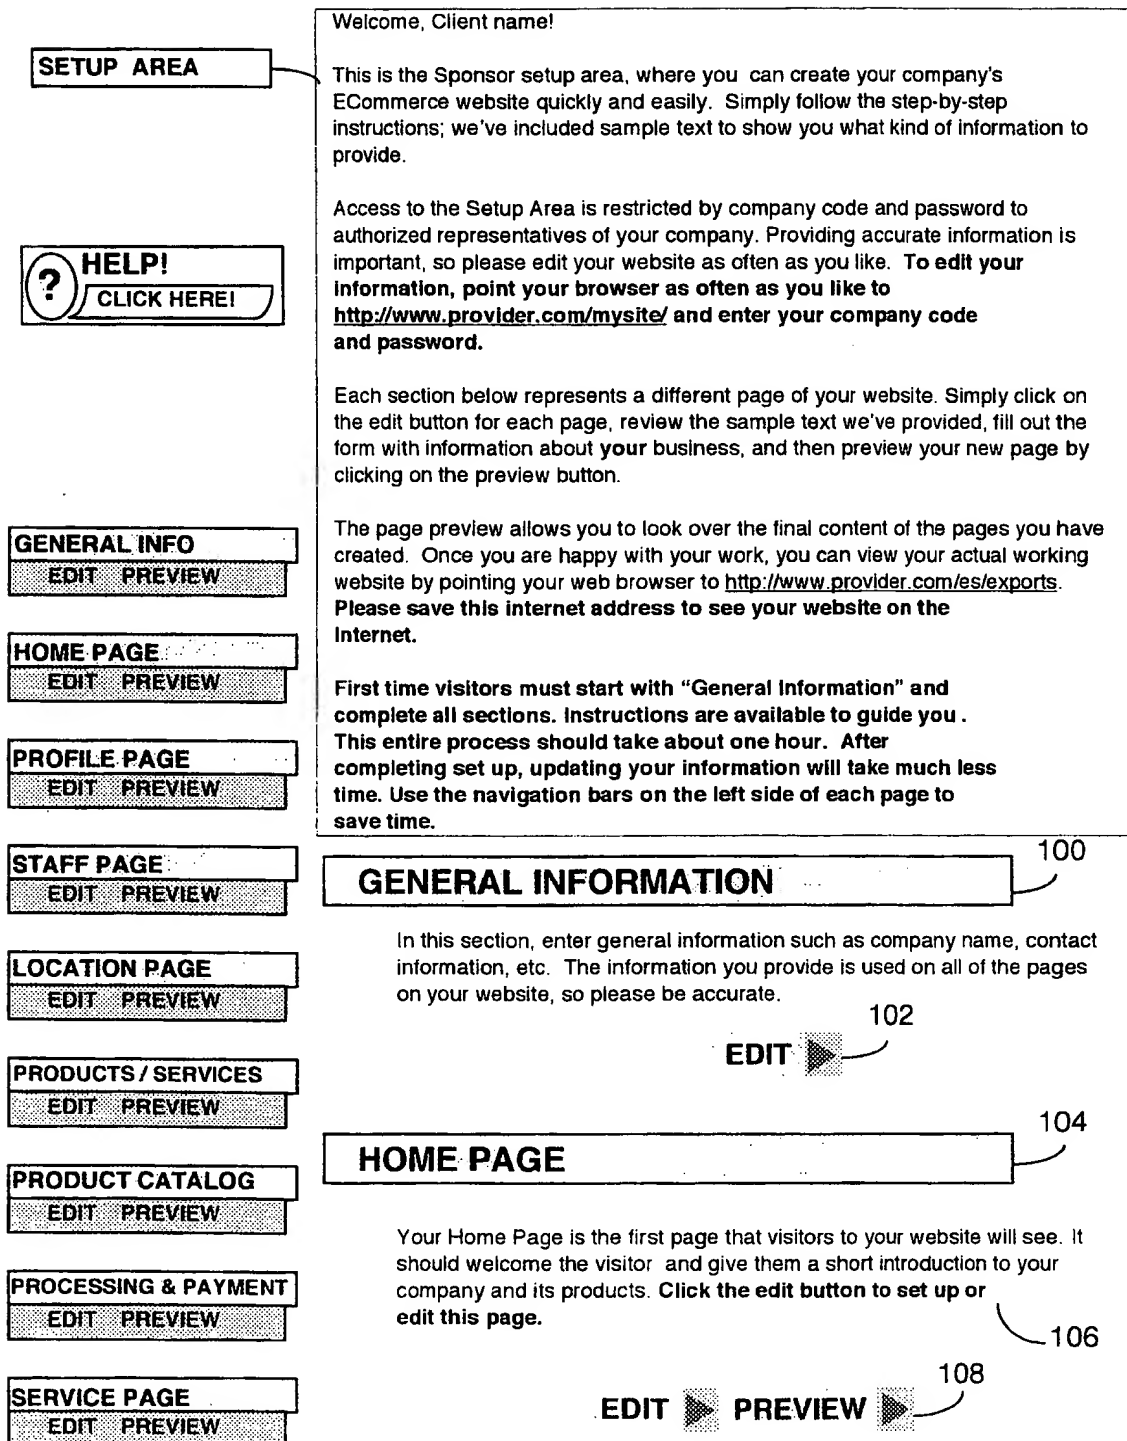 SETUP AREA
HELP!
?
CLICK HERE!
GENERAL INFO
EDIT PREVIEW
HOME PAGE
EDIT PREVIEW
PROFILE PAGE
EDIT PREVIEW
STAFF PAGE
EDIT PREVIEW
LOCATION PAGE
EDIT PREVIEW
PRODUCTS / SERVICES
EDIT PREVIEW
PRODUCT CATALOG
EDIT PREVIEW
PROCESSING & PAYMENT
EDIT PREVIEW
SERVICE PAGE
EDIT PREVIEW
Welcome, Client name!
This is the Sponsor setup area, where you can create your company's
ECommerce website quickly and easily. Simply follow the step-by-step
instructions; we've included sample text to show you what kind of information to
provide.
Access to the Setup Area is restricted by company code and password to
authorized representatives of your company. Providing accurate information is
important, so please edit your website as often as you like. To edit your
information, point your browser as often as you like to
http://www.provider.com/mysite/ and enter your company code
and password.
Each section below represents a different page of your website. Simply click on
the edit button for each page, review the sample text we've provided, fill out the
form with information about your business, and then preview your new page by
clicking on the preview button.
The page preview allows you to look over the final content of the pages you have
created. Once you are happy with your work, you can view your actual working
website by pointing your web browser to http://www.provider.com/es/exports.
Please save this internet address to see your website on the
Internet.
First time visitors must start with "General Information" and
complete all sections. Instructions are available to guide you .
This entire process should take about one hour. After
completing set up, updating your information will take much less
time. Use the navigation bars on the left side of each page to
save time.
100
GENERAL INFORMATION
In this section, enter general information such as company name, contact
information, etc. The information you provide is used on all of the pages
on your website, so please be accurate.
102
EDIT
104
HOME PAGE
Your Home Page is the first page that visitors to your website will see. It
should welcome the visitor and give them a short introduction to your
company and its products. Click the edit button to set up or
edit this page.
106
108
EDIT PREVIEW